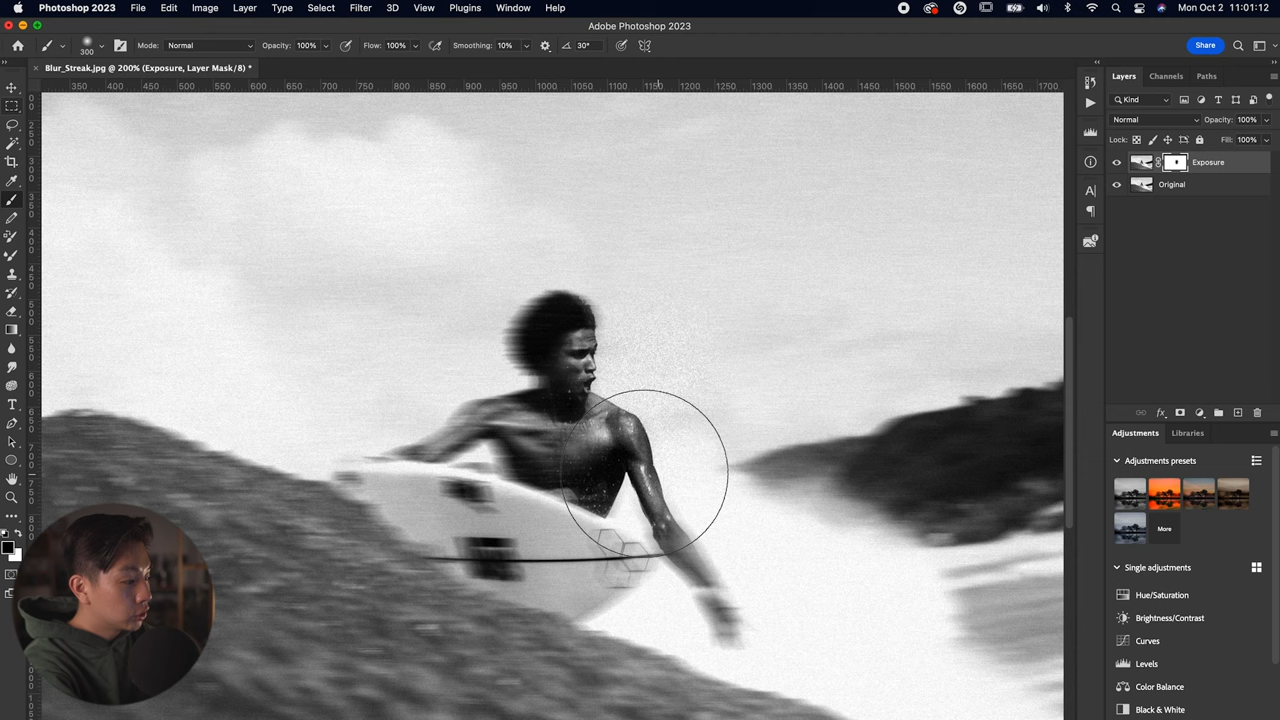 Photoshop 2023 File Edit Image Layer Type Select Filter 3D View Plugins Window Help Mon Oct 2 11:01:12
Adobe Photoshop 2023
300 Mode: Normal Opacity: 100% Flow: 100% Smoothing: 10% 30° Share
Blur_Streak.jpg @ 200% (Exposure, Layer Mask/8) *
350 400 450 500 550 600 650 700 750 800 850 900 950 1000 1050 1100 1150 1200 1250 1300 1350 1400 1450 1500 1550 1600 1650 1700
Layers Channels Paths
Kind
Normal Opacity: 100%
Lock: Fill: 100%
Exposure
Original
fx
Adjustments Libraries
Adjustments presets
More
Single adjustments
Hue/Saturation
Brightness/Contrast
Curves
Levels
Color Balance
Black & White